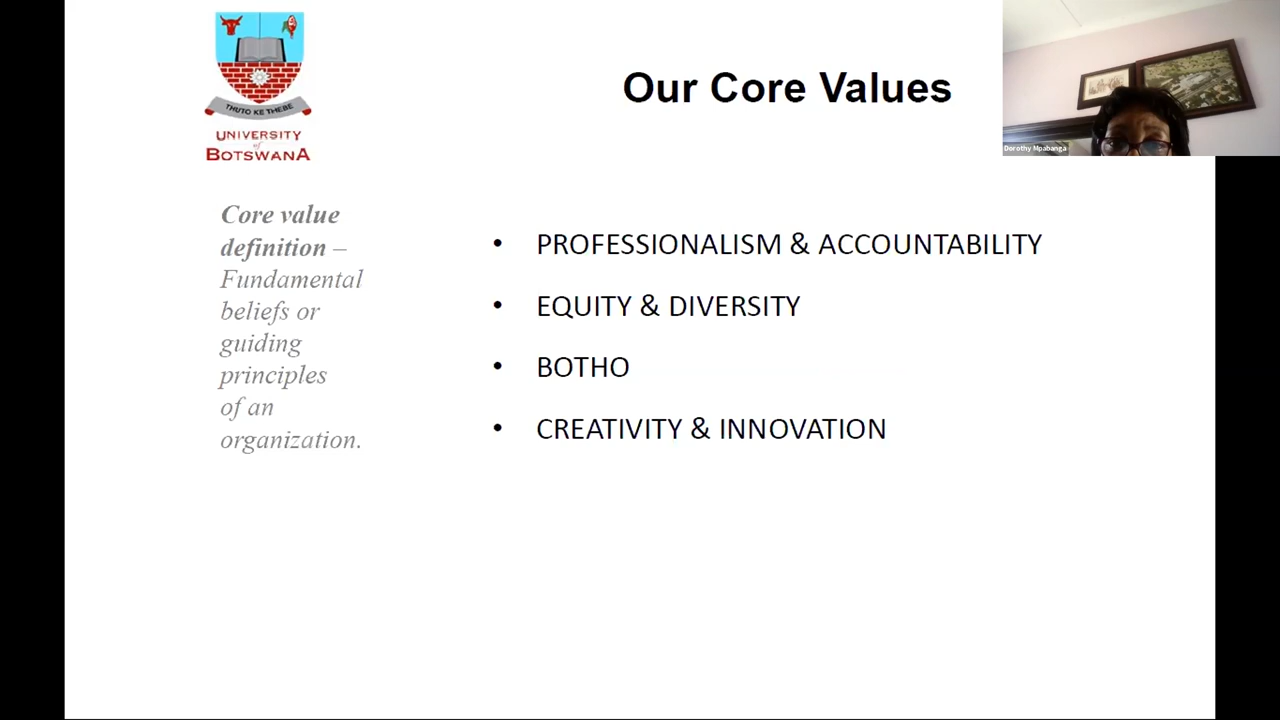 THUTO KE THEBE
UNIVERSITY
of
BOTSWANA
Our Core Values
Dorothy Mpabanga
Core value
definition –
Fundamental
beliefs or
guiding
principles
of an
organization.
• PROFESSIONALISM & ACCOUNTABILITY
• EQUITY & DIVERSITY
• BOTHO
• CREATIVITY & INNOVATION